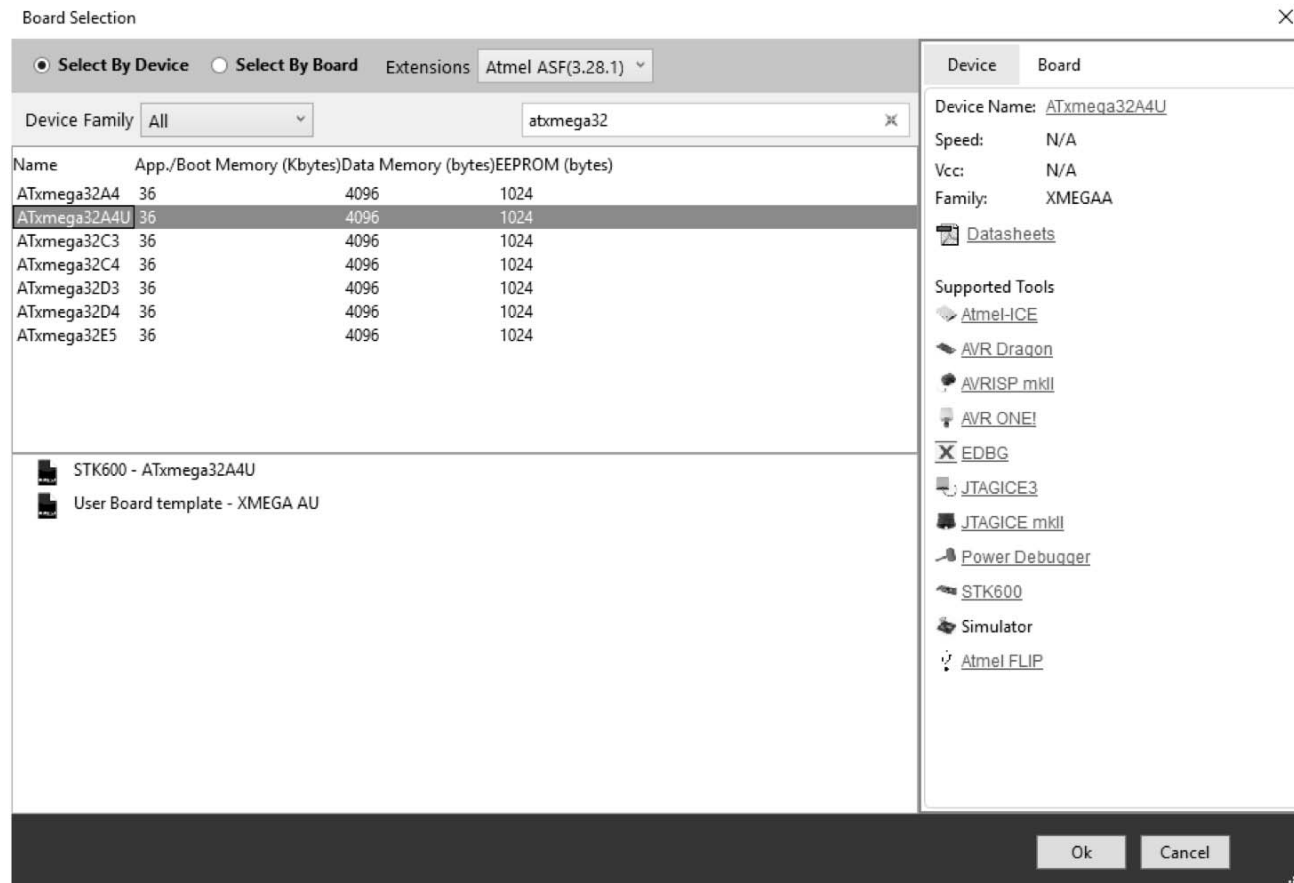 Board Selection
Select By Device Select By Board Extensions Atmel ASF(3.28.1)
Device Family All atxmega32
Name App./Boot Memory (Kbytes)Data Memory (bytes)EEPROM (bytes)
ATxmega32A4 36 4096 1024
ATxmega32A4U 36 4096 1024
ATxmega32C3 36 4096 1024
ATxmega32C4 36 4096 1024
ATxmega32D3 36 4096 1024
ATxmega32D4 36 4096 1024
ATxmega32E5 36 4096 1024
STK600 - ATxmega32A4U
User Board template - XMEGA AU
Device Board
Device Name: ATxmega32A4U
Speed: N/A
Vcc: N/A
Family: XMEGAA
Datasheets
Supported Tools
Atmel-ICE
AVR Dragon
AVRISP mkII
AVR ONE!
EDBG
JTAGICE3
JTAGICE mkII
Power Debugger
STK600
Simulator
Atmel FLIP
Ok Cancel